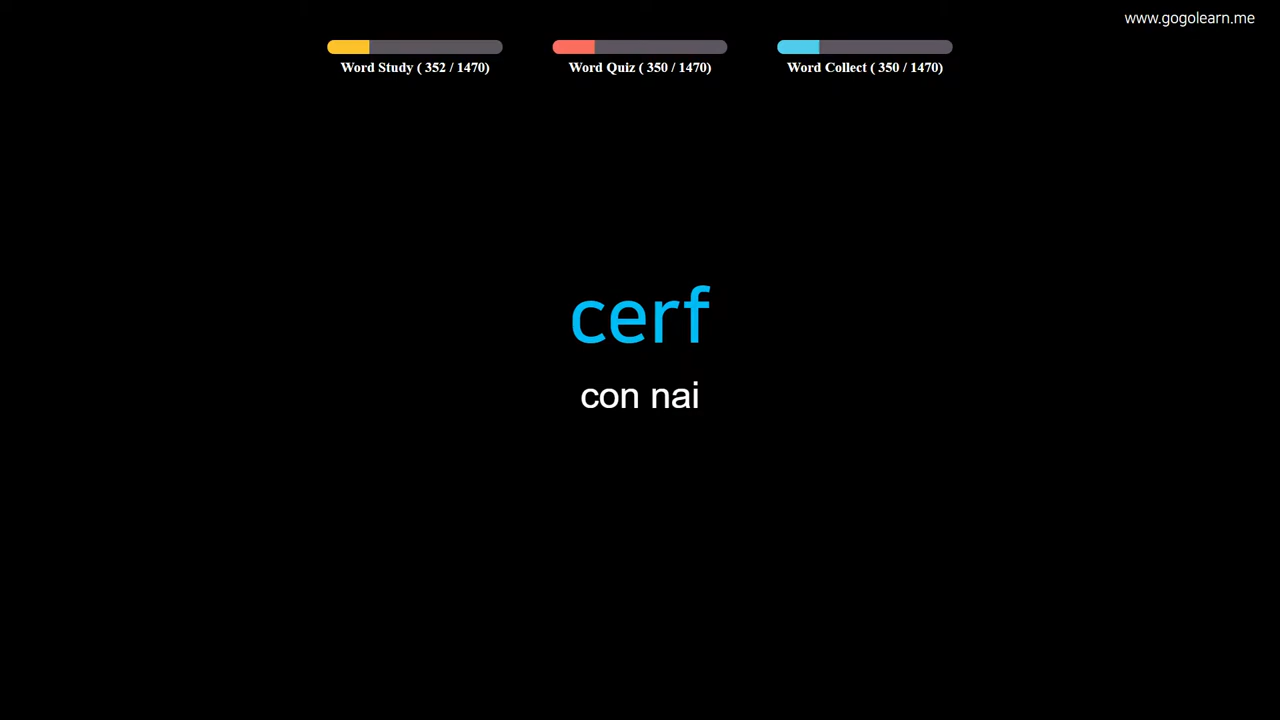 www.gogolearn.me
Word Study ( 352 / 1470)
Word Quiz ( 350 / 1470)
Word Collect ( 350 / 1470)
cerf
con nai